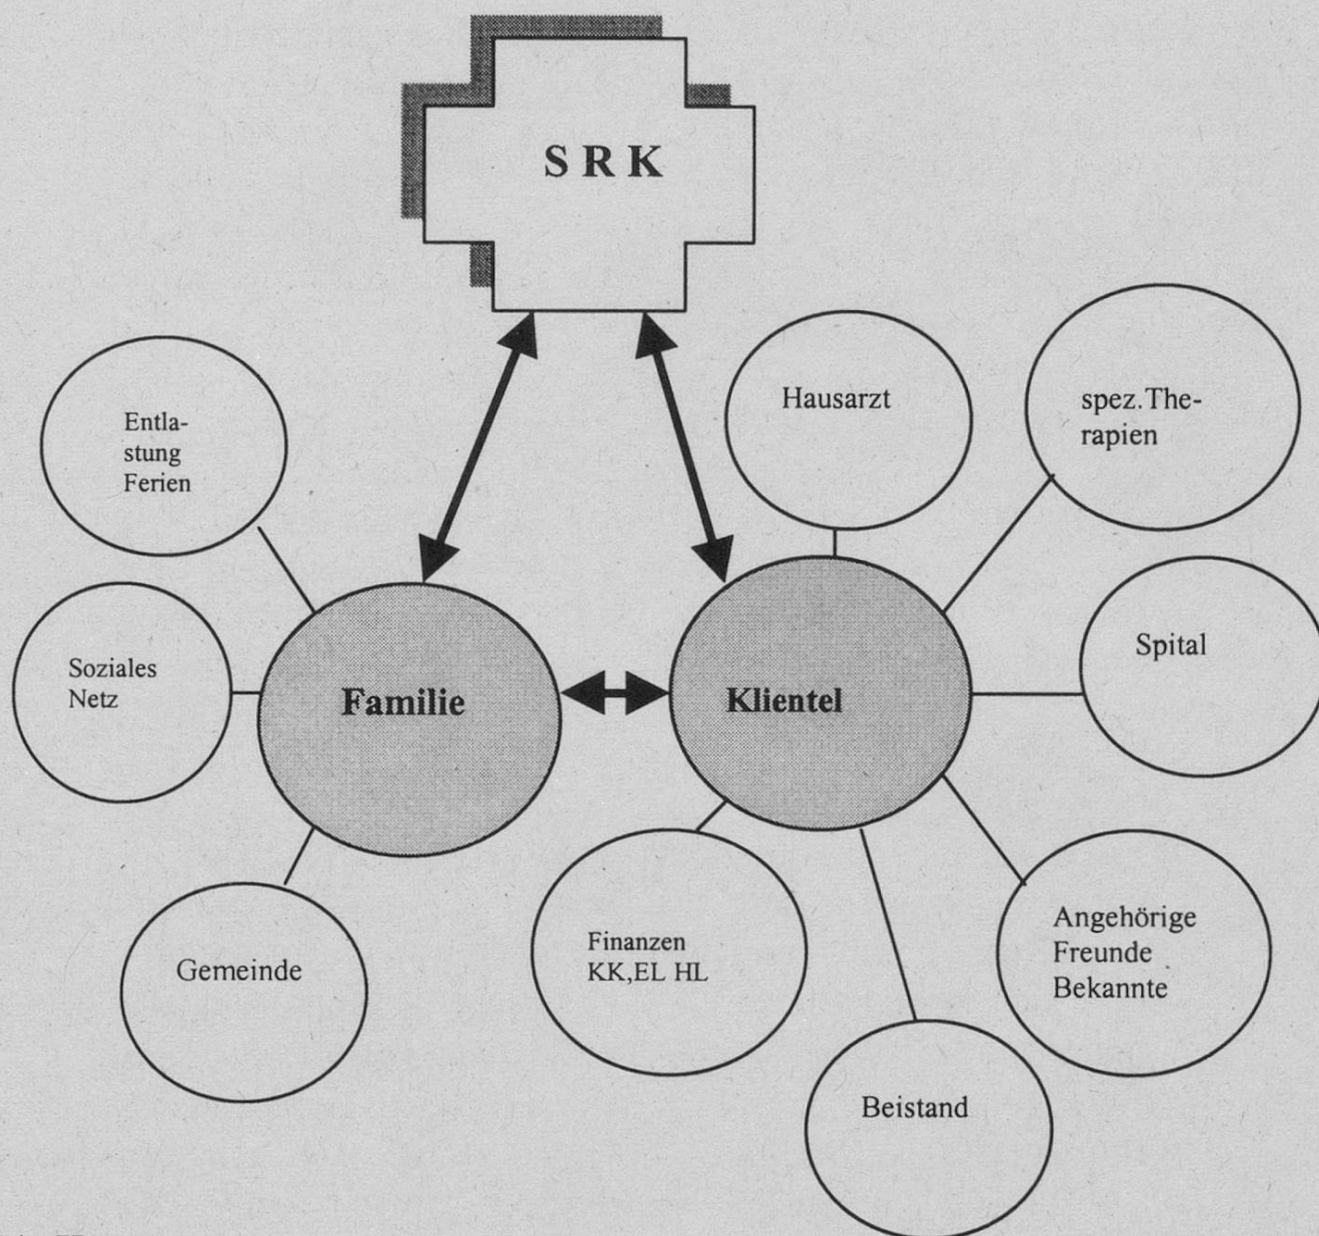 S R K
Entla-
stung
Ferien
Hausarzt
spez.The-
rapien
Soziales
Netz
Familie
Klientel
Spital
Gemeinde
Finanzen
KK,EL HL
Angehörige
Freunde
Bekannte
Beistand